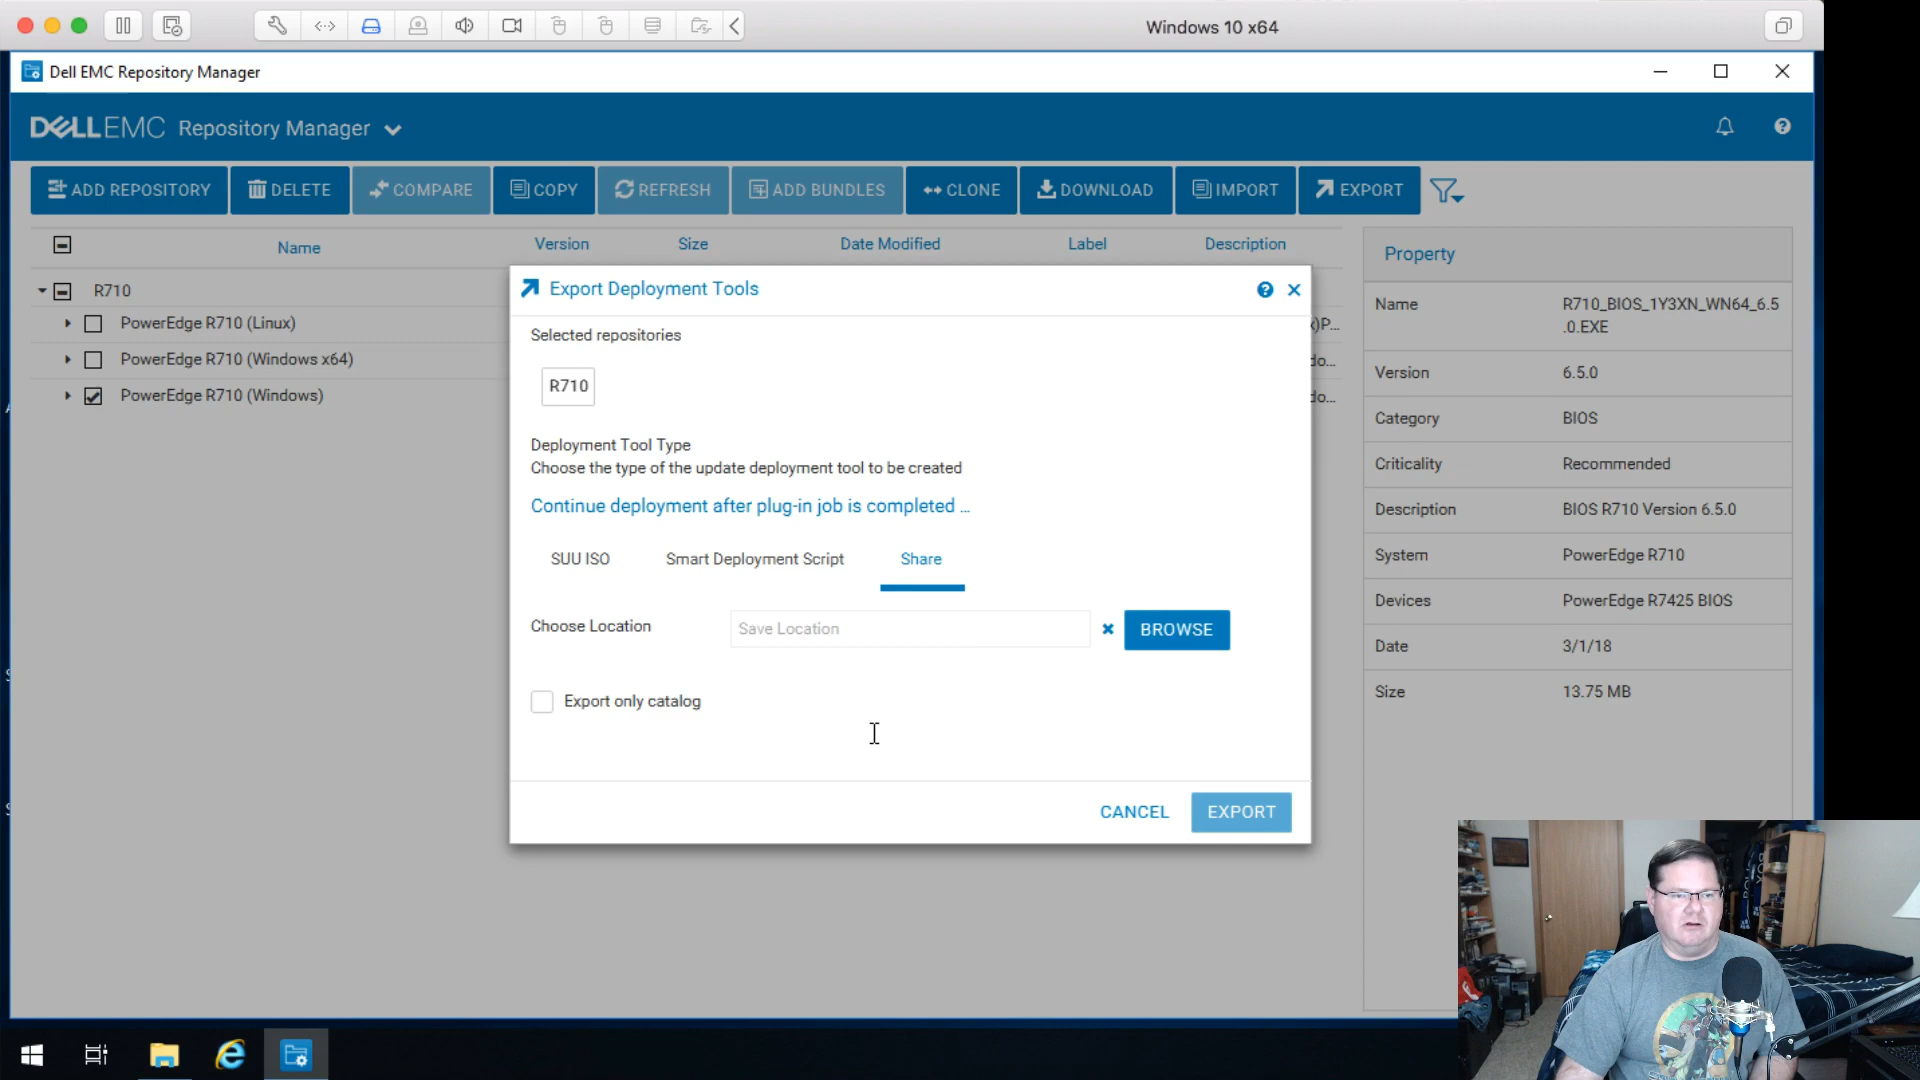 Windows 10 x64
Dell EMC Repository Manager
DELL EMC Repository Manager
ADD REPOSITORY DELETE COMPARE COPY REFRESH ADD BUNDLES CLONE DOWNLOAD IMPORT EXPORT
Name Version Size Date Modified Label Description
R710
PowerEdge R710 (Linux)
x)P...
PowerEdge R710 (Windows x64)
do...
PowerEdge R710 (Windows)
do...
Export Deployment Tools
Selected repositories
R710
Deployment Tool Type
Choose the type of the update deployment tool to be created
Continue deployment after plug-in job is completed ...
SUU ISO Smart Deployment Script Share
Choose Location Save Location BROWSE
Export only catalog
CANCEL EXPORT
Property
Name R710_BIOS_1Y3XN_WN64_6.5
.0.EXE
Version 6.5.0
Category BIOS
Criticality Recommended
Description BIOS R710 Version 6.5.0
System PowerEdge R710
Devices PowerEdge R7425 BIOS
Date 3/1/18
Size 13.75 MB